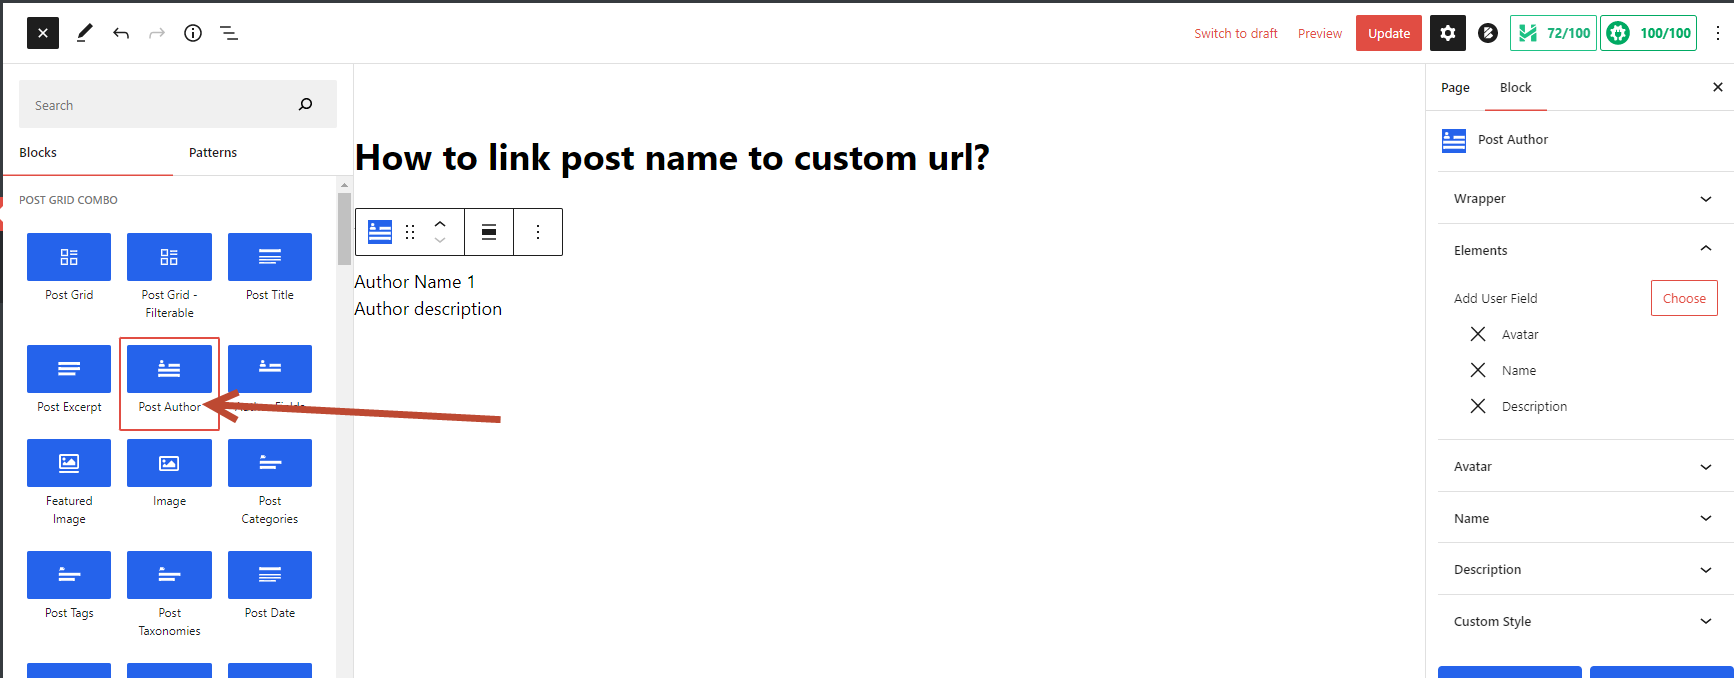 Switch to draft
Preview
Update
72/100
100/100
Search
Blocks
Patterns
POST GRID COMBO
Post Grid
Post Grid -
Filterable
Post Title
Post Excerpt
Post Author
Featured
Image
Image
Post
Categories
Post Tags
Post
Taxonomies
Post Date
How to link post name to custom url?
Author Name 1
Author description
Page
Block
Post Author
Wrapper
Elements
Add User Field
Choose
Avatar
Name
Description
Avatar
Name
Description
Custom Style